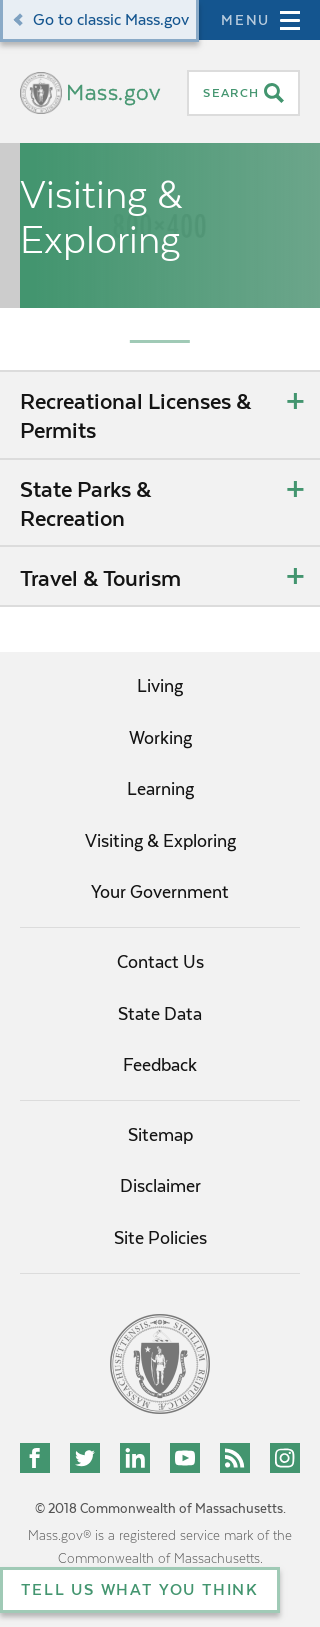 Go to classic Mass.gov
MENU
Mass.gov
SEARCH
Visiting &
Exploring
Recreational Licenses &
Permits
State Parks &
Recreation
Travel & Tourism
Living
Working
Learning
Visiting & Exploring
Your Government
Contact Us
State Data
Feedback
Sitemap
Disclaimer
Site Policies
© 2018 Commonwealth of Massachusetts.
Mass.gov® is a registered service mark of the
Commonwealth of Massachusetts.
TELL US WHAT YOU THINK